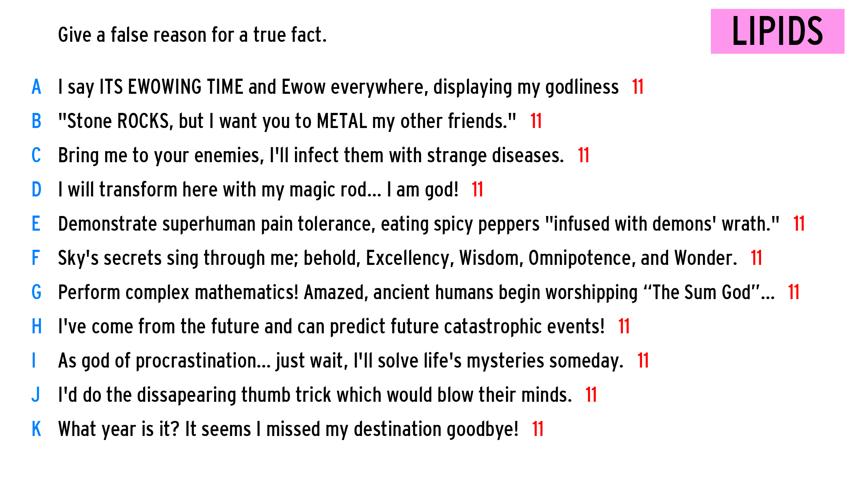 Give a false reason for a true fact.
LIPIDS
A I say ITS EWOWING TIME and Ewow everywhere, displaying my godliness 11
B "Stone ROCKS, but I want you to METAL my other friends." 11
C Bring me to your enemies, I'll infect them with strange diseases. 11
D I will transform here with my magic rod... I am god! 11
E Demonstrate superhuman pain tolerance, eating spicy peppers "infused with demons' wrath." 11
F Sky's secrets sing through me; behold, Excellency, Wisdom, Omnipotence, and Wonder. 11
G Perform complex mathematics! Amazed, ancient humans begin worshipping “The Sum God”... 11
H I've come from the future and can predict future catastrophic events! 11
I As god of procrastination... just wait, I'll solve life's mysteries someday. 11
J I'd do the dissapearing thumb trick which would blow their minds. 11
K What year is it? It seems I missed my destination goodbye! 11